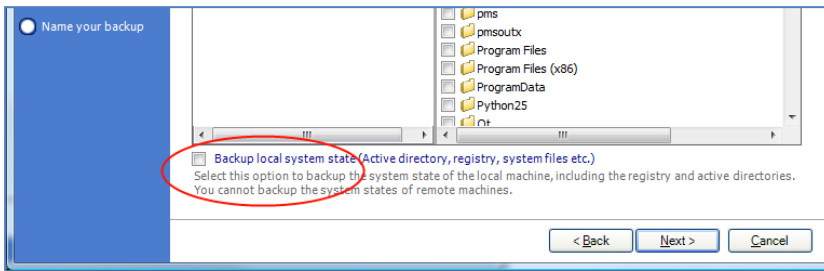 Name your backup
pms
pmsoutx
Program Files
Program Files (x86)
ProgramData
Python25
Qt
Backup local system state (Active directory, registry, system files etc.)
Select this option to backup the system state of the local machine, including the registry and active directories.
You cannot backup the system states of remote machines.
< Back
Next >
Cancel